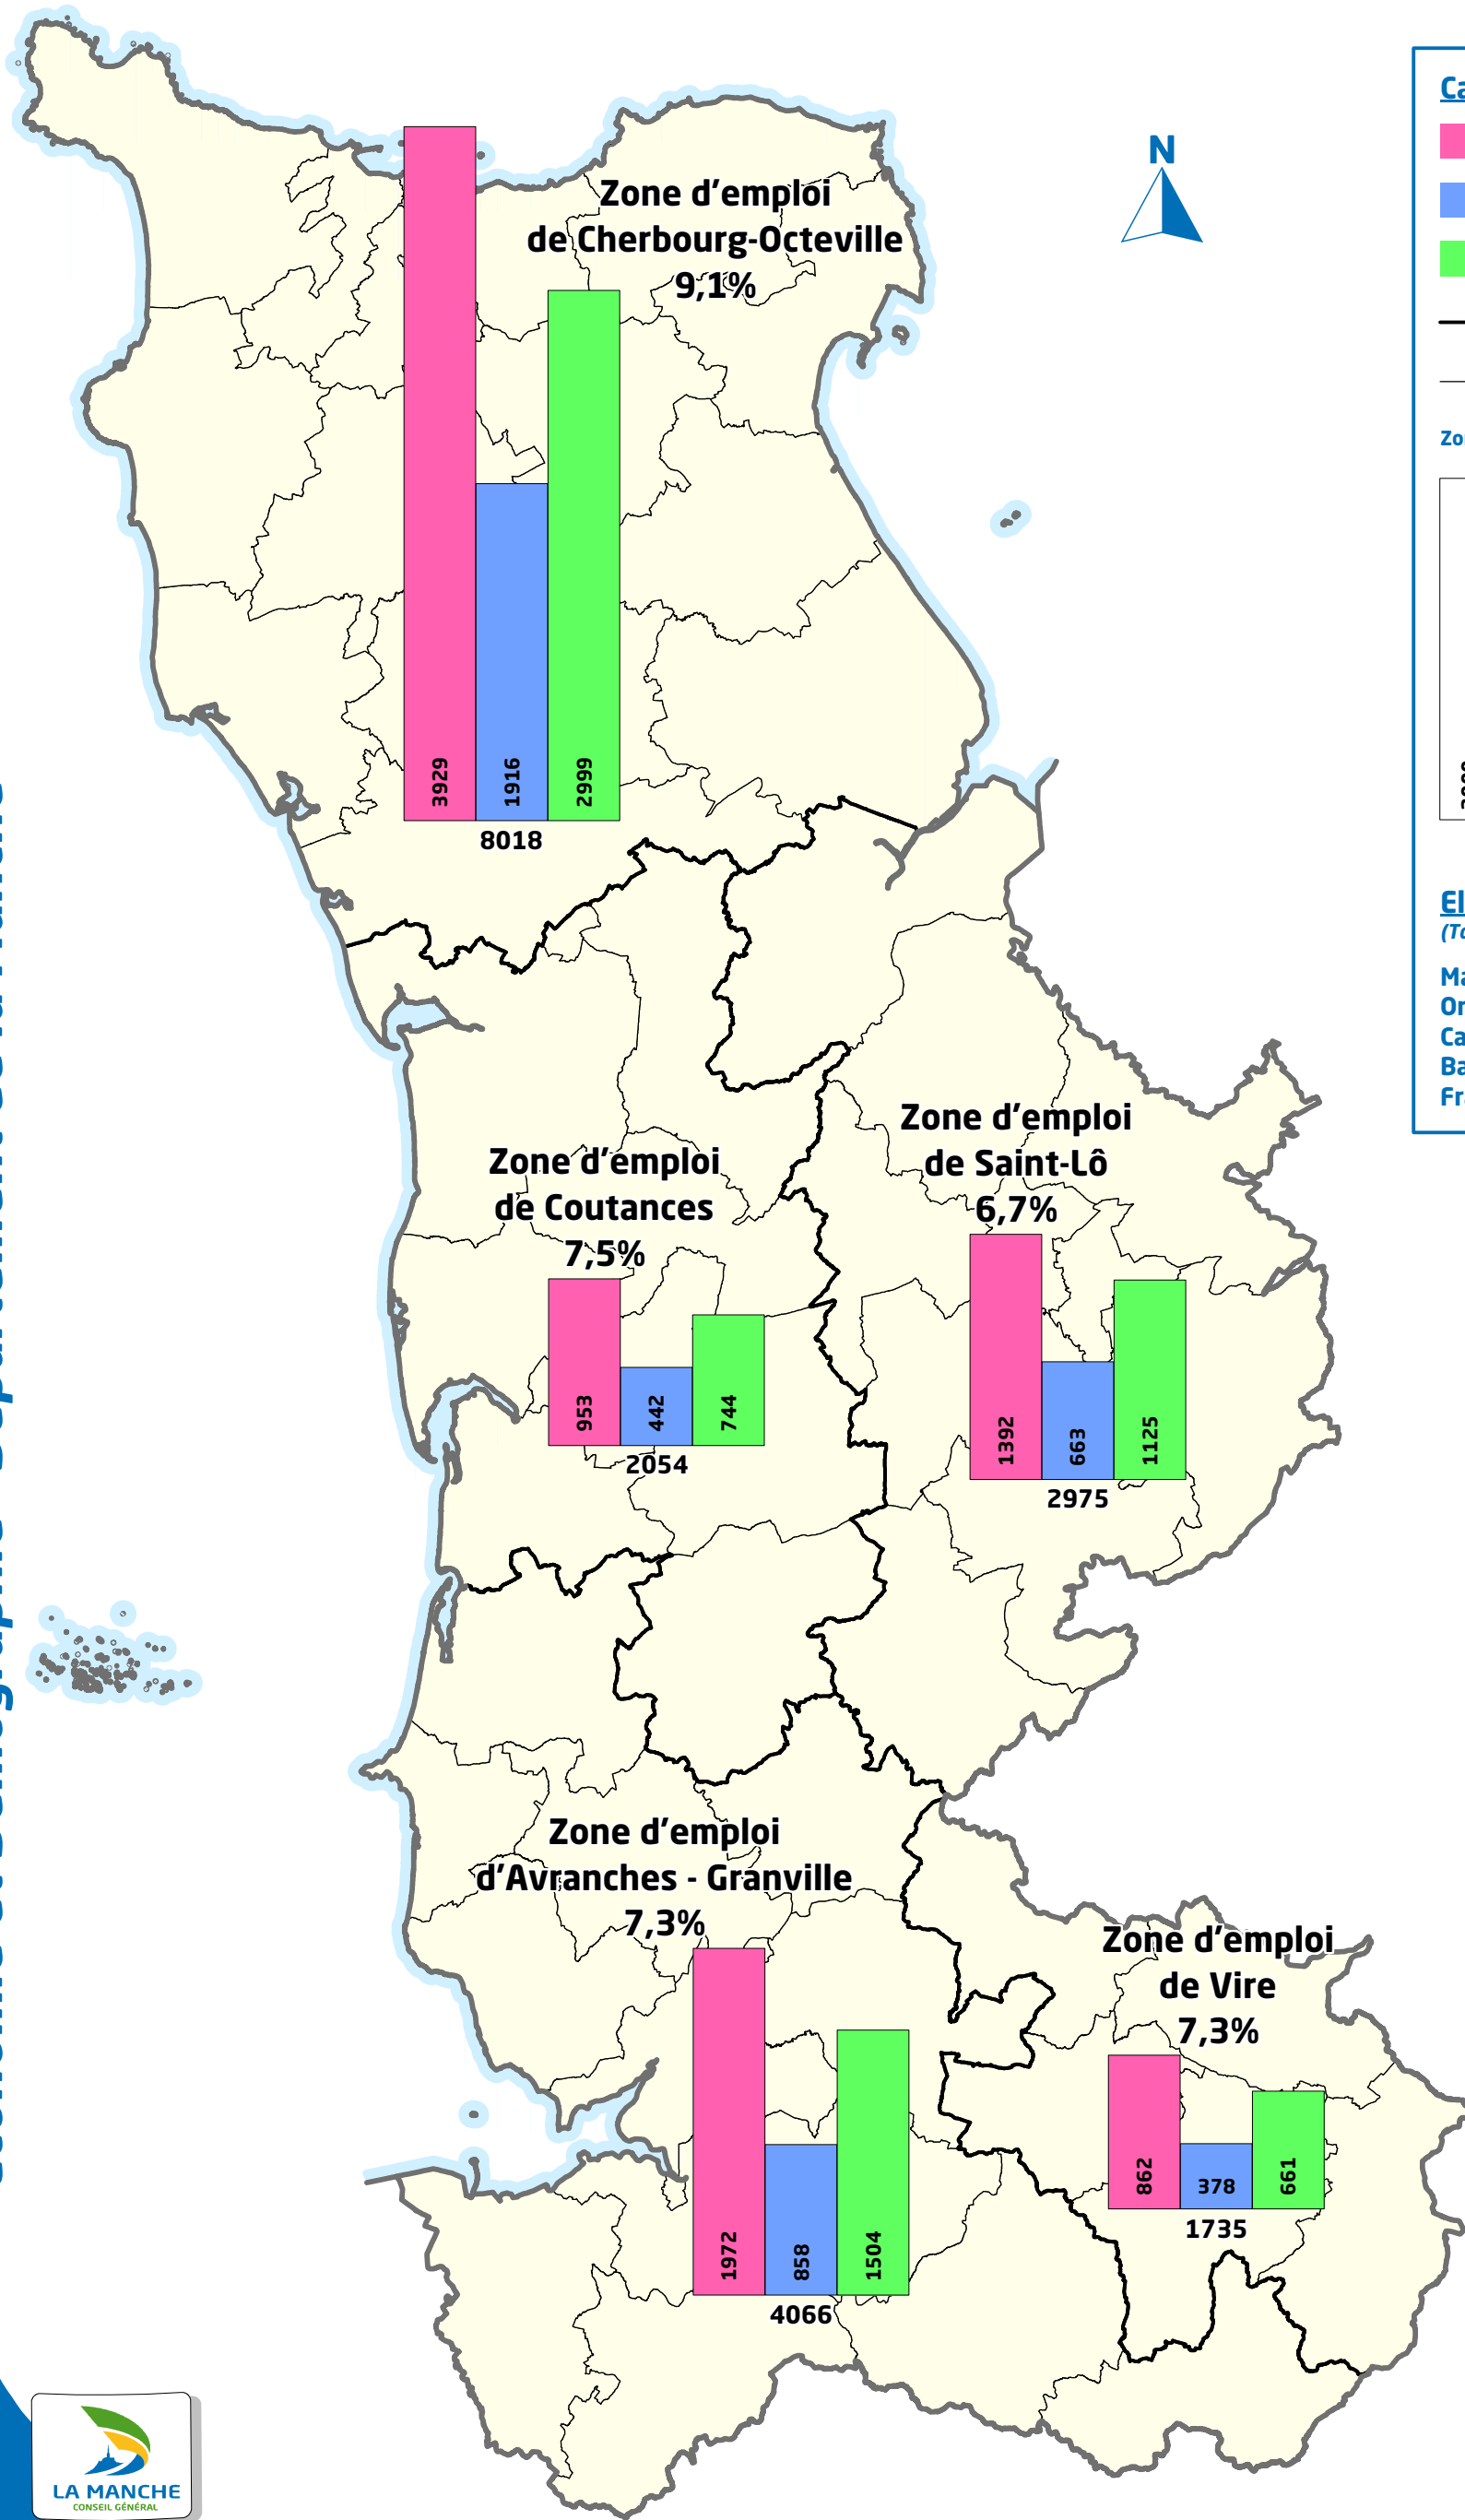 N
Zone d'emploi
de Cherbourg-Octeville
9,1%
3929
1916
2999
8018
Zone d'emploi
de Saint-Lô
6,7%
1392
663
1125
2975
Zone d'emploi
de Coutances
7,5%
953
442
744
2054
Zone d'emploi
d'Avranches - Granville
7,3%
1972
858
1504
4066
Zone d'emploi
de Vire
7,3%
862
378
661
1735
LA MANCHE
CONSEIL GÉNÉRAL